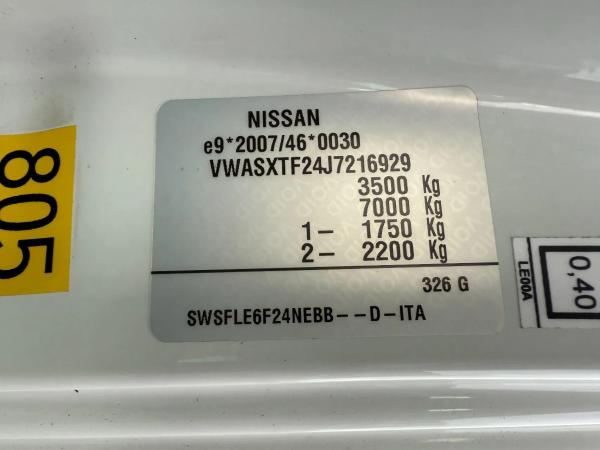 NISSAN
e9*2007/46*0030
VWASXTF24J7216929
3500 Kg
7000 Kg
1- 1750 Kg
2- 2200 Kg
326 G
SWSFLE6F24NEBB--D-ITA
805
LE00A
0,40